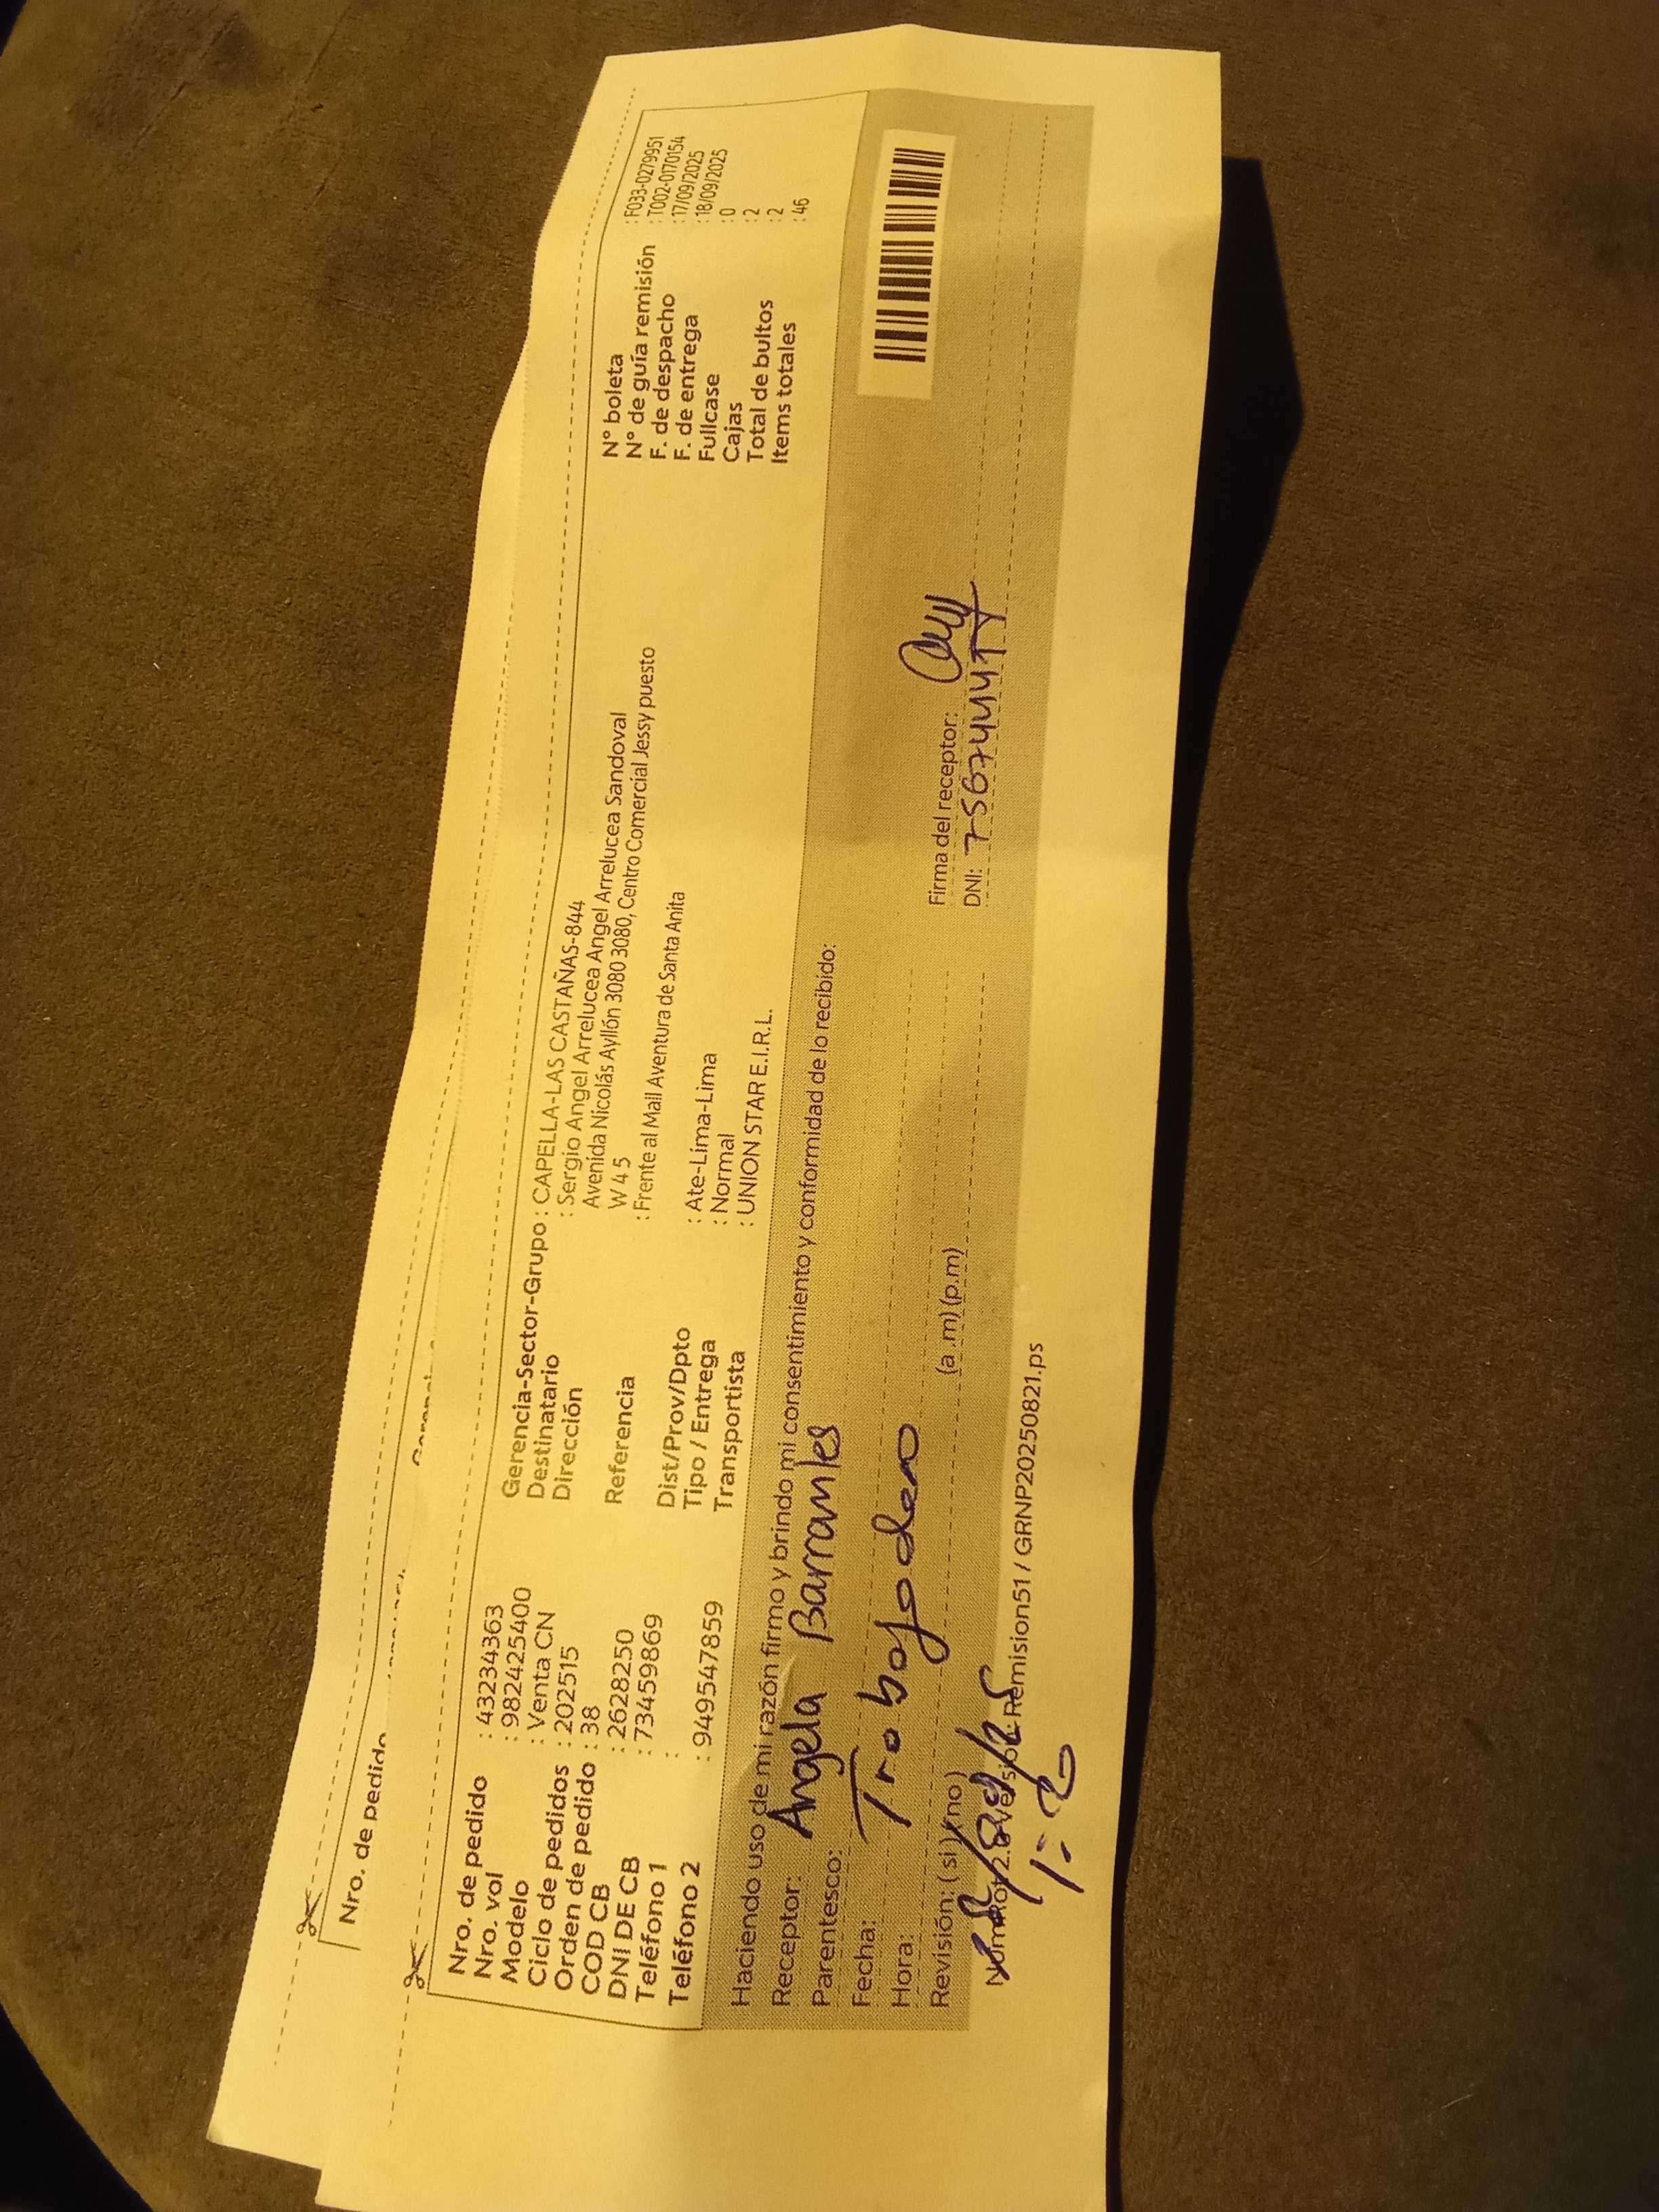 Nro. de pedido
Nro. de pedido : 43234363
Nro. vol : 982425400
Modelo : Venta CN
Ciclo de pedidos : 202515
Orden de pedido : 38
COD CB : 2628250
DNI DE CB : 73459869
Teléfono 1 :
Teléfono 2 : 949547859
Gerencia-Sector-Grupo : CAPELLA-LAS CASTAÑAS-844
Destinatario : Sergio Angel Arrelucea Angel Arrelucea Sandoval
Dirección Avenida Nicolás Ayllón 3080 3080, Centro Comercial Jessy puesto
W 4 5
Referencia : Frente al Mail Aventura de Santa Anita
Dist/Prov/Dpto : Ate-Lima-Lima
Tipo / Entrega : Normal
Transportista : UNION STAR E.I.R.L.
N° boleta : F033-0279951
N° de guía remisión : T002-0170154
F. de despacho : 17/09/2025
F. de entrega : 18/09/2025
Fullcase : 0
Cajas : 2
Total de bultos : 2
Items totales : 46
Haciendo uso de mi razón firmo y brindo mi consentimiento y conformidad de lo recibido:
Receptor: Angela Barrantes
Parentesco:
Fecha:
Hora: (a .m) (p.m)
Revisión: ( si ) (no )
Firma del receptor:
DNI:
Remision51 / GRNP20250821.ps